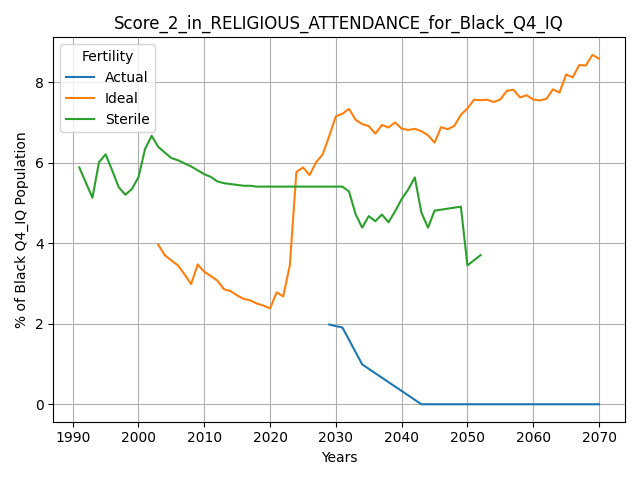 Score_2_in_RELIGIOUS_ATTENDANCE_for_Black_Q4_IQ
Fertility
Actual
Ideal
Sterile
% of Black Q4_IQ Population
8
6
4
2
0
1990 2000 2010 2020 2030 2040 2050 2060 2070
Years